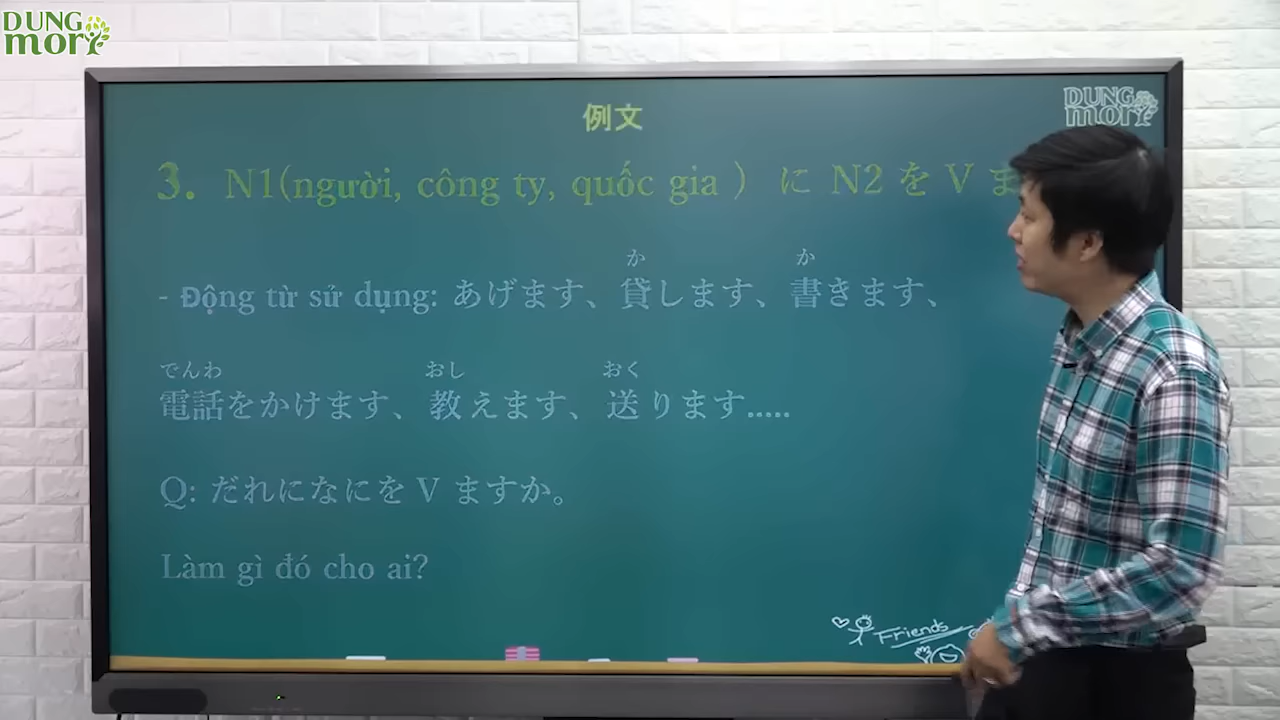 DUNG
mori
DUNG
mori
例文
3. N1(người, công ty, quốc gia ) に N2 を V ま
か か
- Động từ sử dụng: あげます、貸します、書きます、
でんわ おし おく
電話をかけます、教えます、送ります.....
Q: だれになにを V ますか。
Làm gì đó cho ai?
Friends